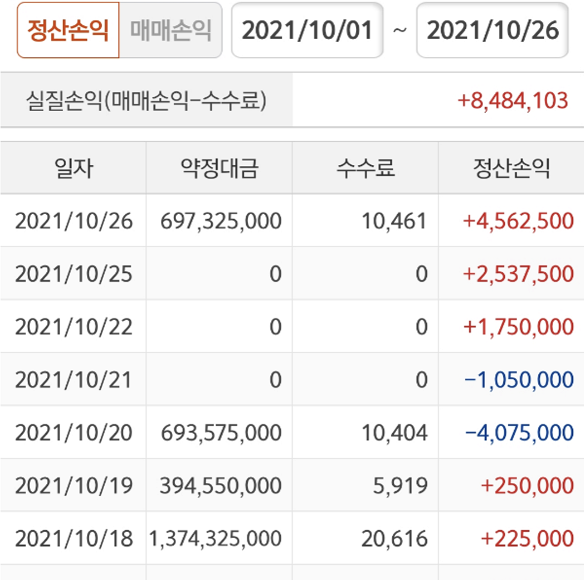 정산손익 매매손익 2021/10/01 ~ 2021/10/26
실질손익(매매손익-수수료) +8,484,103
일자 약정대금 수수료 정산손익
2021/10/26 697,325,000 10,461 +4,562,500
2021/10/25 0 0 +2,537,500
2021/10/22 0 0 +1,750,000
2021/10/21 0 0 -1,050,000
2021/10/20 693,575,000 10,404 -4,075,000
2021/10/19 394,550,000 5,919 +250,000
2021/10/18 1,374,325,000 20,616 +225,000